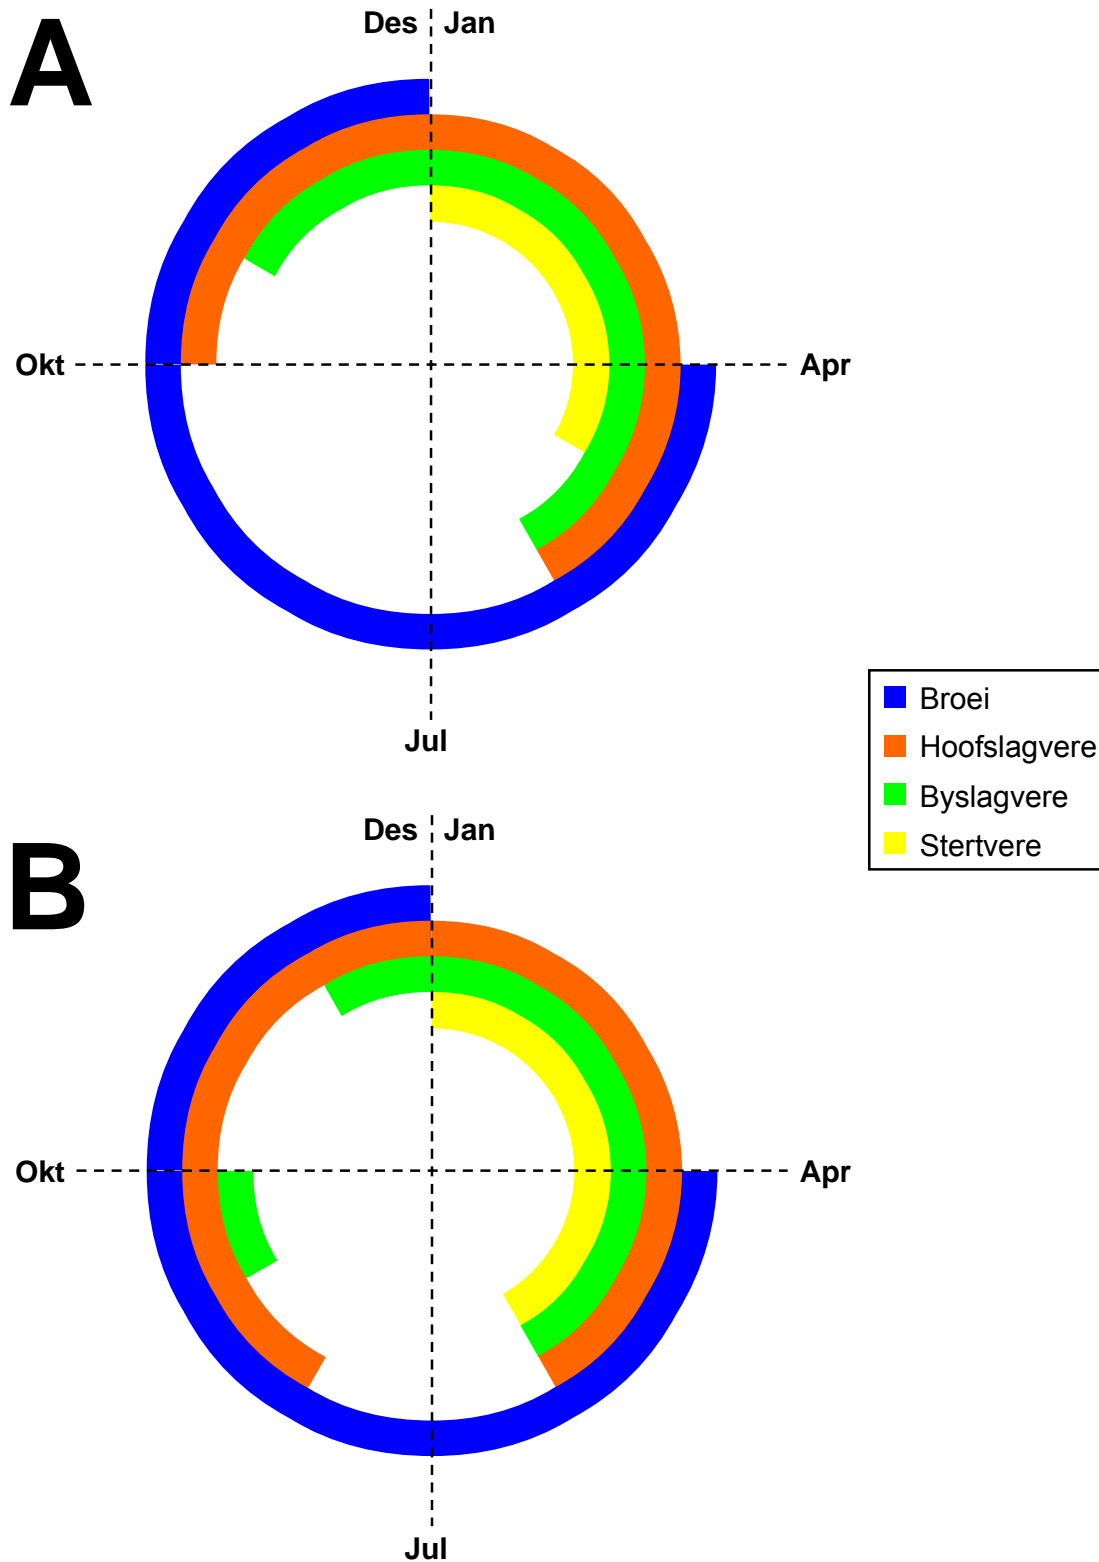 A
Des Jan
Okt
Apr
Jul
Broei
Hoofslagvere
Byslagvere
Stertvere
B
Des Jan
Okt
Apr
Jul